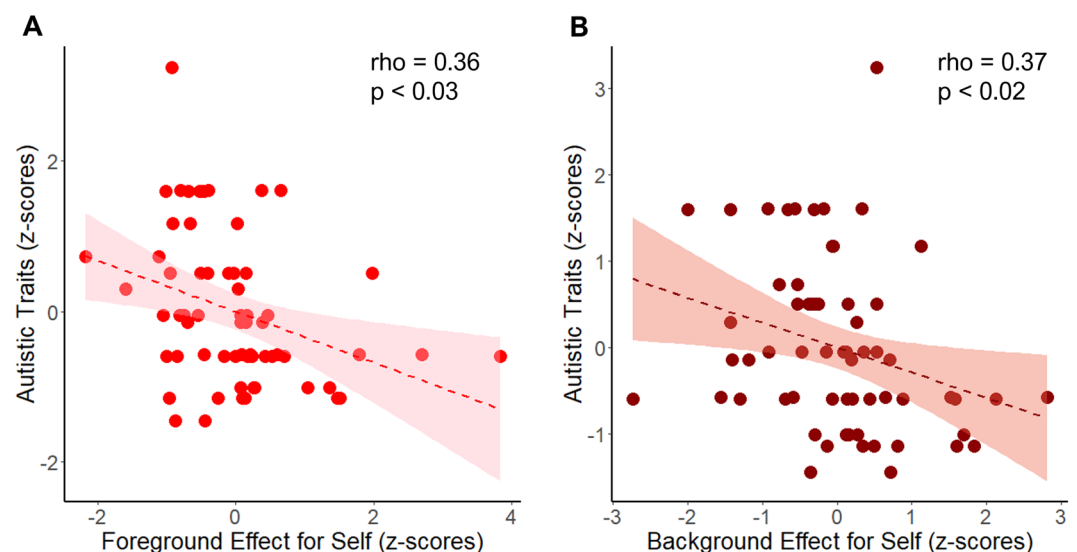 A
rho = 0.36
p < 0.03
Autistic Traits (z-scores)
2
0
-2
-2 0 2 4
Foreground Effect for Self (z-scores)
B
rho = 0.37
p < 0.02
Autistic Traits (z-scores)
3
2
1
0
-1
-3 -2 -1 0 1 2 3
Background Effect for Self (z-scores)